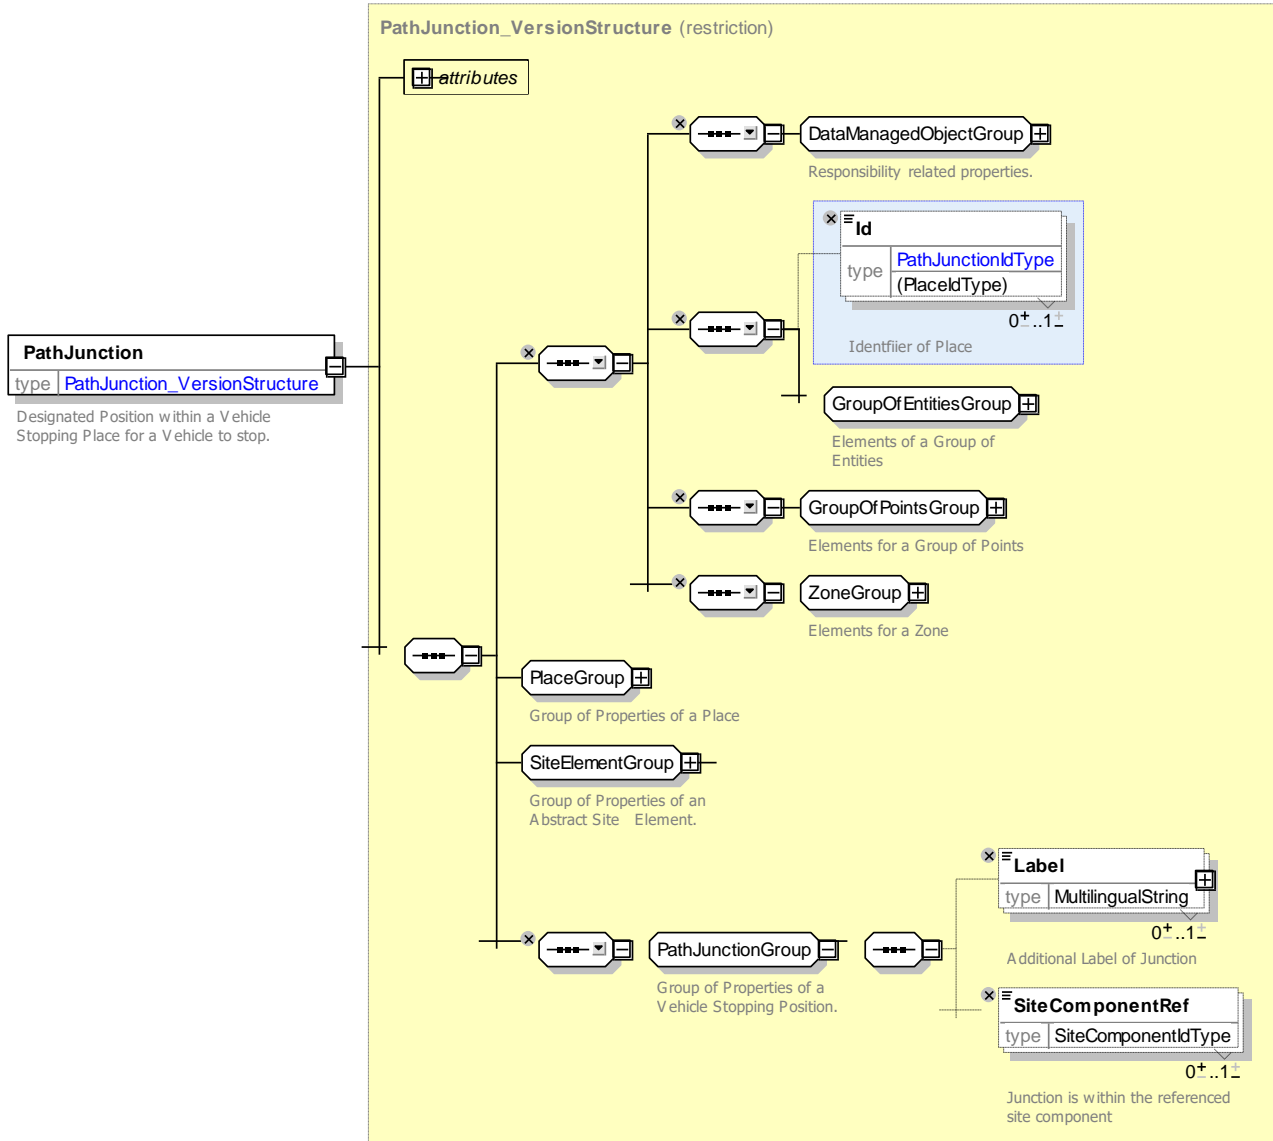 PathJunction_VersionStructure (restriction)
attributes
DataManagedObjectGroup
Responsibility related properties.
Id
type PathJunctionIdType
(PlaceIdType)
0..1
Identfiier of Place
GroupOfEntitiesGroup
Elements of a Group of
Entities
PathJunction
type PathJunction_VersionStructure
Designated Position within a Vehicle
Stopping Place for a Vehicle to stop.
GroupOfPointsGroup
Elements for a Group of Points
ZoneGroup
Elements for a Zone
PlaceGroup
Group of Properties of a Place
SiteElementGroup
Group of Properties of an
Abstract Site Element.
PathJunctionGroup
Group of Properties of a
Vehicle Stopping Position.
Label
type MultilingualString
0..1
Additional Label of Junction
SiteComponentRef
type SiteComponentIdType
0..1
Junction is within the referenced
site component